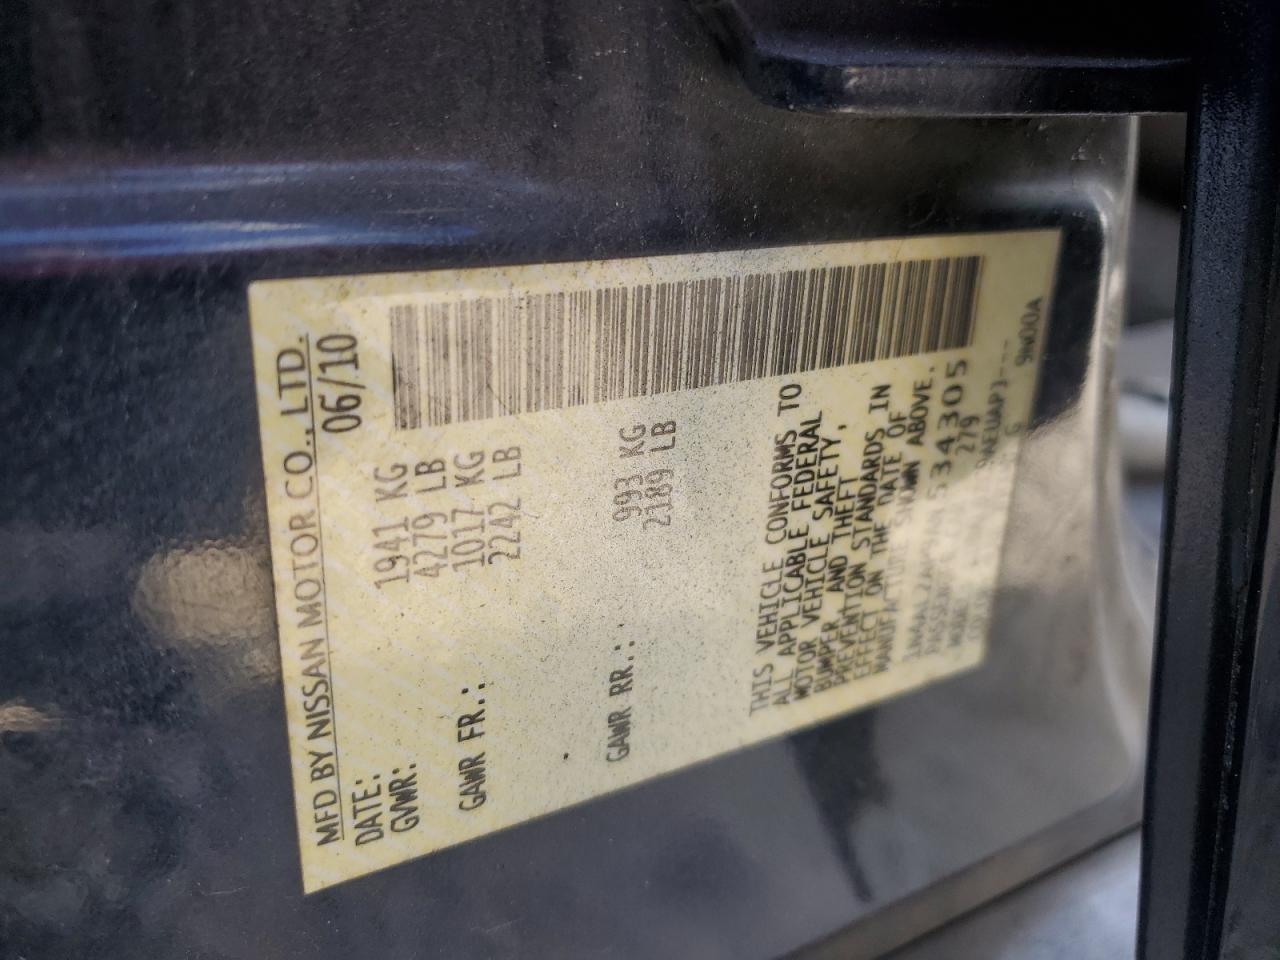 MFD BY NISSAN MOTOR CO., LTD.
DATE: 06/10
GVWR: 1941 KG
4279 LB
GAWR FR.: 1017 KG
2242 LB
GAWR RR.: 993 KG
2189 LB
THIS VEHICLE CONFORMS TO
ALL APPLICABLE FEDERAL
MOTOR VEHICLE SAFETY,
BUMPER, AND THEFT
PREVENTION STANDARDS IN
EFFECT ON THE DATE OF
MANUFACTURE SHOWN ABOVE.
534305
279
G 9W00A